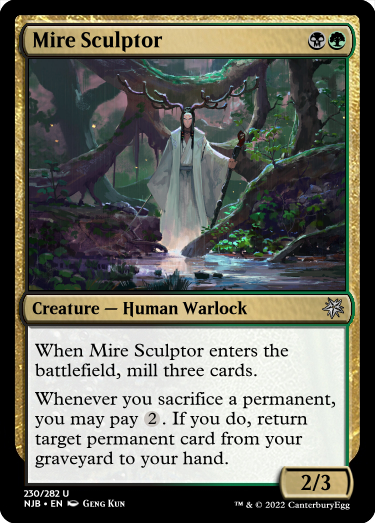 Mire Sculptor
Creature — Human Warlock
When Mire Sculptor enters the
battlefield, mill three cards.
Whenever you sacrifice a permanent,
you may pay 2. If you do, return
target permanent card from your
graveyard to your hand.
2/3
230/282 U
NJB • EN Geng Kun
™ & © 2022 CanterburyEgg